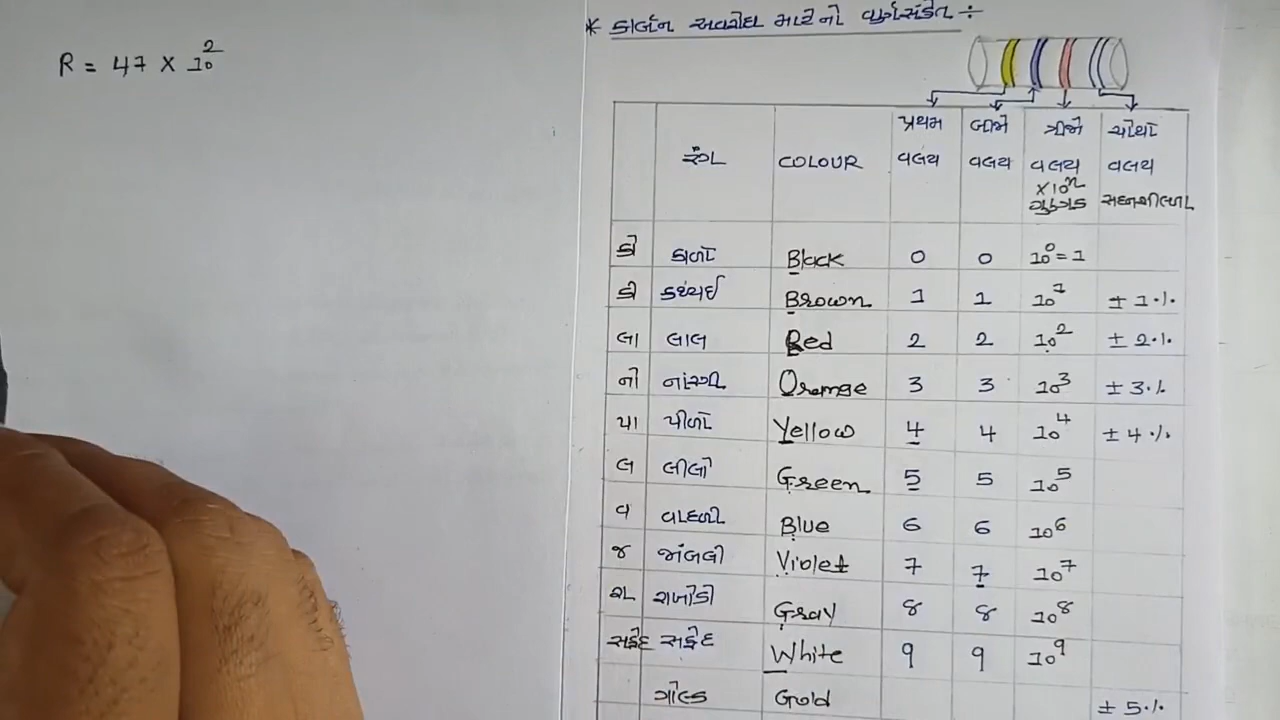 R = 47 × 10²
* કાર્બન અવરોધ માટેનો વર્ણસંકેત ÷
રંગ COLOUR પ્રથમ વલય બીજો વલય ત્રીજો વલય ×10ⁿ ગુણક ચોથો વલય
કા કાળો Black 0 0 10⁰ = 1
ક કથ્થઈ Brown 1 1 10¹ ± 1%
લા લાલ Red 2 2 10² ± 2%
ના નારંગી Orange 3 3 10³ ± 3%
પી પીળો Yellow 4 4 10⁴ ± 4%
લ લીલો Green 5 5 10⁵
વ વાદળી Blue 6 6 10⁶
જ જાંબલી Violet 7 7 10⁷
રા રાખોડી Gray 8 8 10⁸
સફેદ સફેદ White 9 9 10⁹
ગોલ્ડ Gold ± 5%